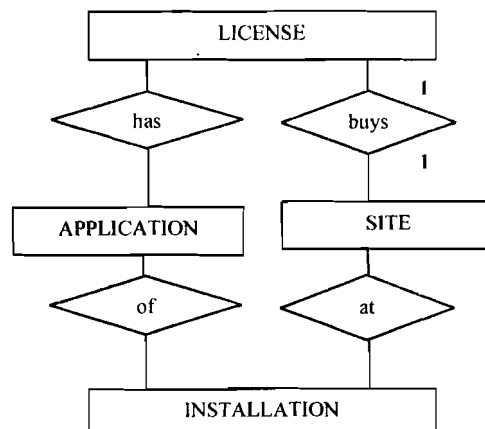 LICENSE
1
has
buys
1
APPLICATION
SITE
of
at
INSTALLATION